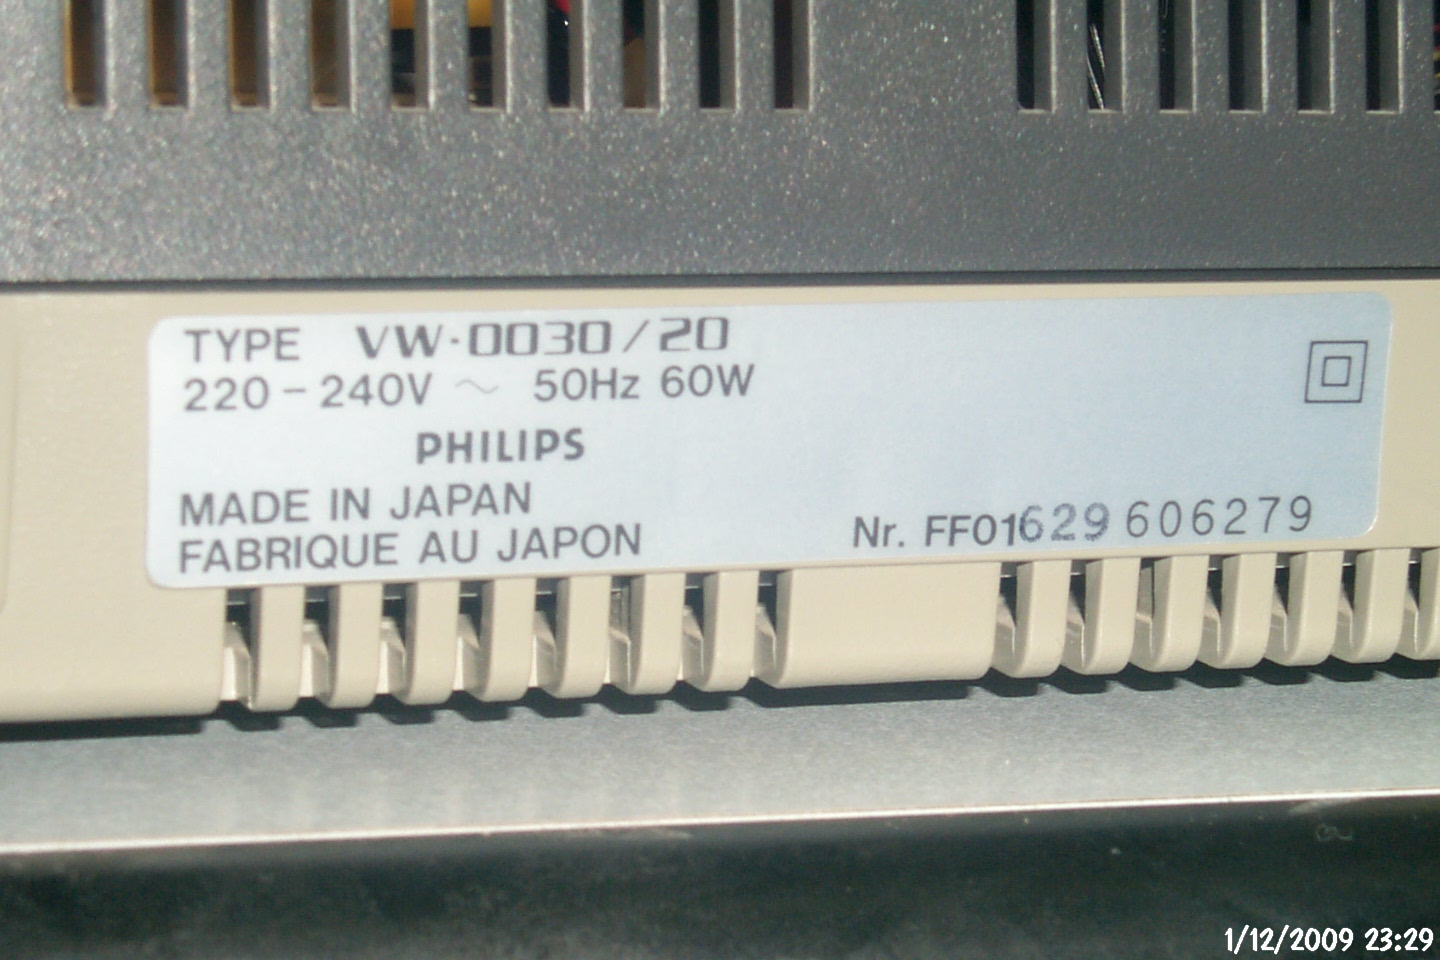 TYPE VW-0030/20
220-240V ~ 50Hz 60W
PHILIPS
MADE IN JAPAN
FABRIQUE AU JAPON
Nr. FF01629 606279
1/12/2009 23:29